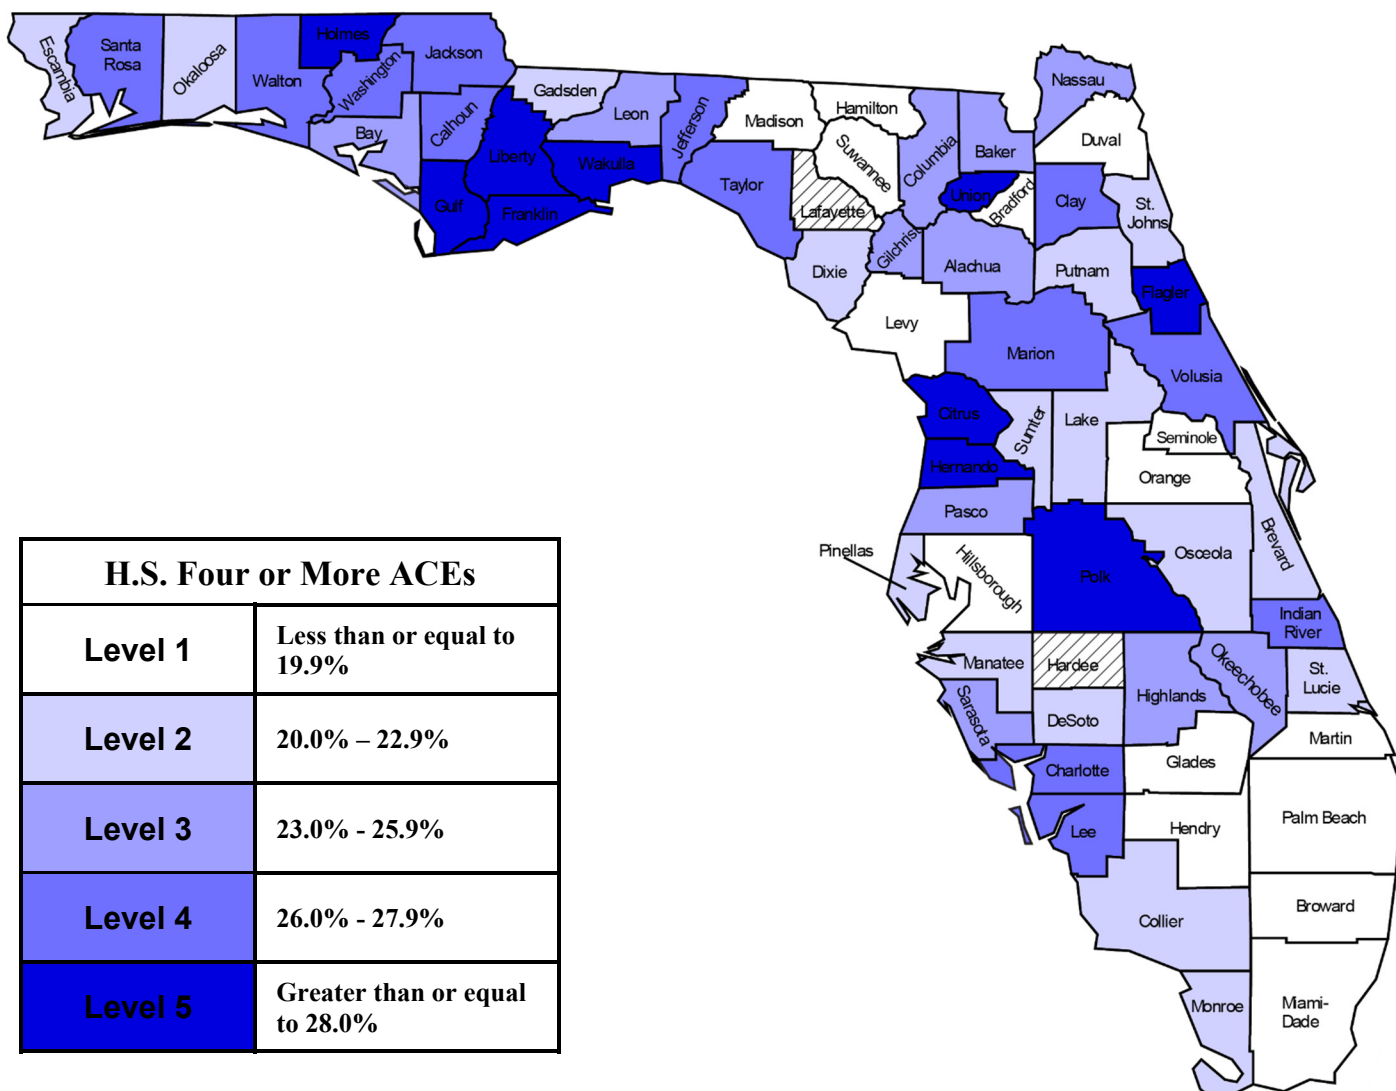 Holmes
Escambia
Santa
Rosa
Okaloosa
Walton
Washington
Jackson
Bay
Calhoun
Gulf
Liberty
Franklin
Gadsden
Leon
Wakulla
Jefferson
Madison
Taylor
Hamilton
Suwannee
Lafayette
Dixie
Columbia
Gilchrist
Baker
Union
Bradford
Alachua
Levy
Nassau
Duval
Clay
St.
Johns
Putnam
Flagler
Marion
Volusia
Citrus
Sumter
Lake
Seminole
Hernando
Orange
Pasco
Pinellas
Hillsborough
Polk
Osceola
Brevard
Indian
River
Manatee
Hardee
Highlands
Okeechobee
St.
Lucie
Sarasota
DeSoto
Martin
Charlotte
Glades
Lee
Hendry
Palm Beach
Collier
Broward
Monroe
Miami-
Dade
H.S. Four or More ACEs
Level 1
Less than or equal to
19.9%
Level 2
20.0% – 22.9%
Level 3
23.0% - 25.9%
Level 4
26.0% - 27.9%
Level 5
Greater than or equal
to 28.0%